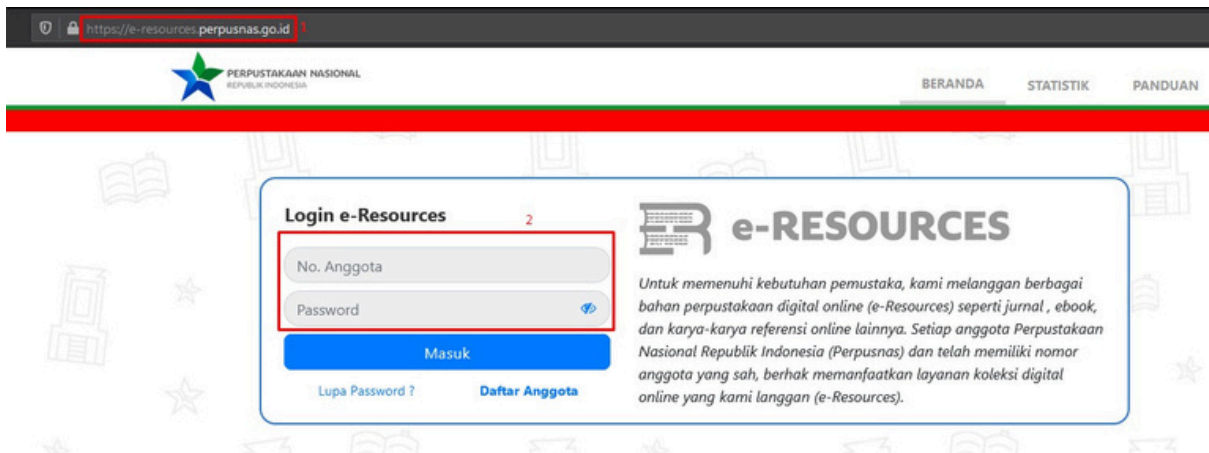 https://e-resources.perpusnas.go.id 1
PERPUSTAKAAN NASIONAL
REPUBLIK INDONESIA
BERANDA STATISTIK PANDUAN
Login e-Resources 2
No. Anggota
Password
Masuk
Lupa Password ? Daftar Anggota
e-RESOURCES
Untuk memenuhi kebutuhan pemustaka, kami melanggan berbagai
bahan perpustakaan digital online (e-Resources) seperti jurnal , ebook,
dan karya-karya referensi online lainnya. Setiap anggota Perpustakaan
Nasional Republik Indonesia (Perpusnas) dan telah memiliki nomor
anggota yang sah, berhak memanfaatkan layanan koleksi digital
online yang kami langgan (e-Resources).